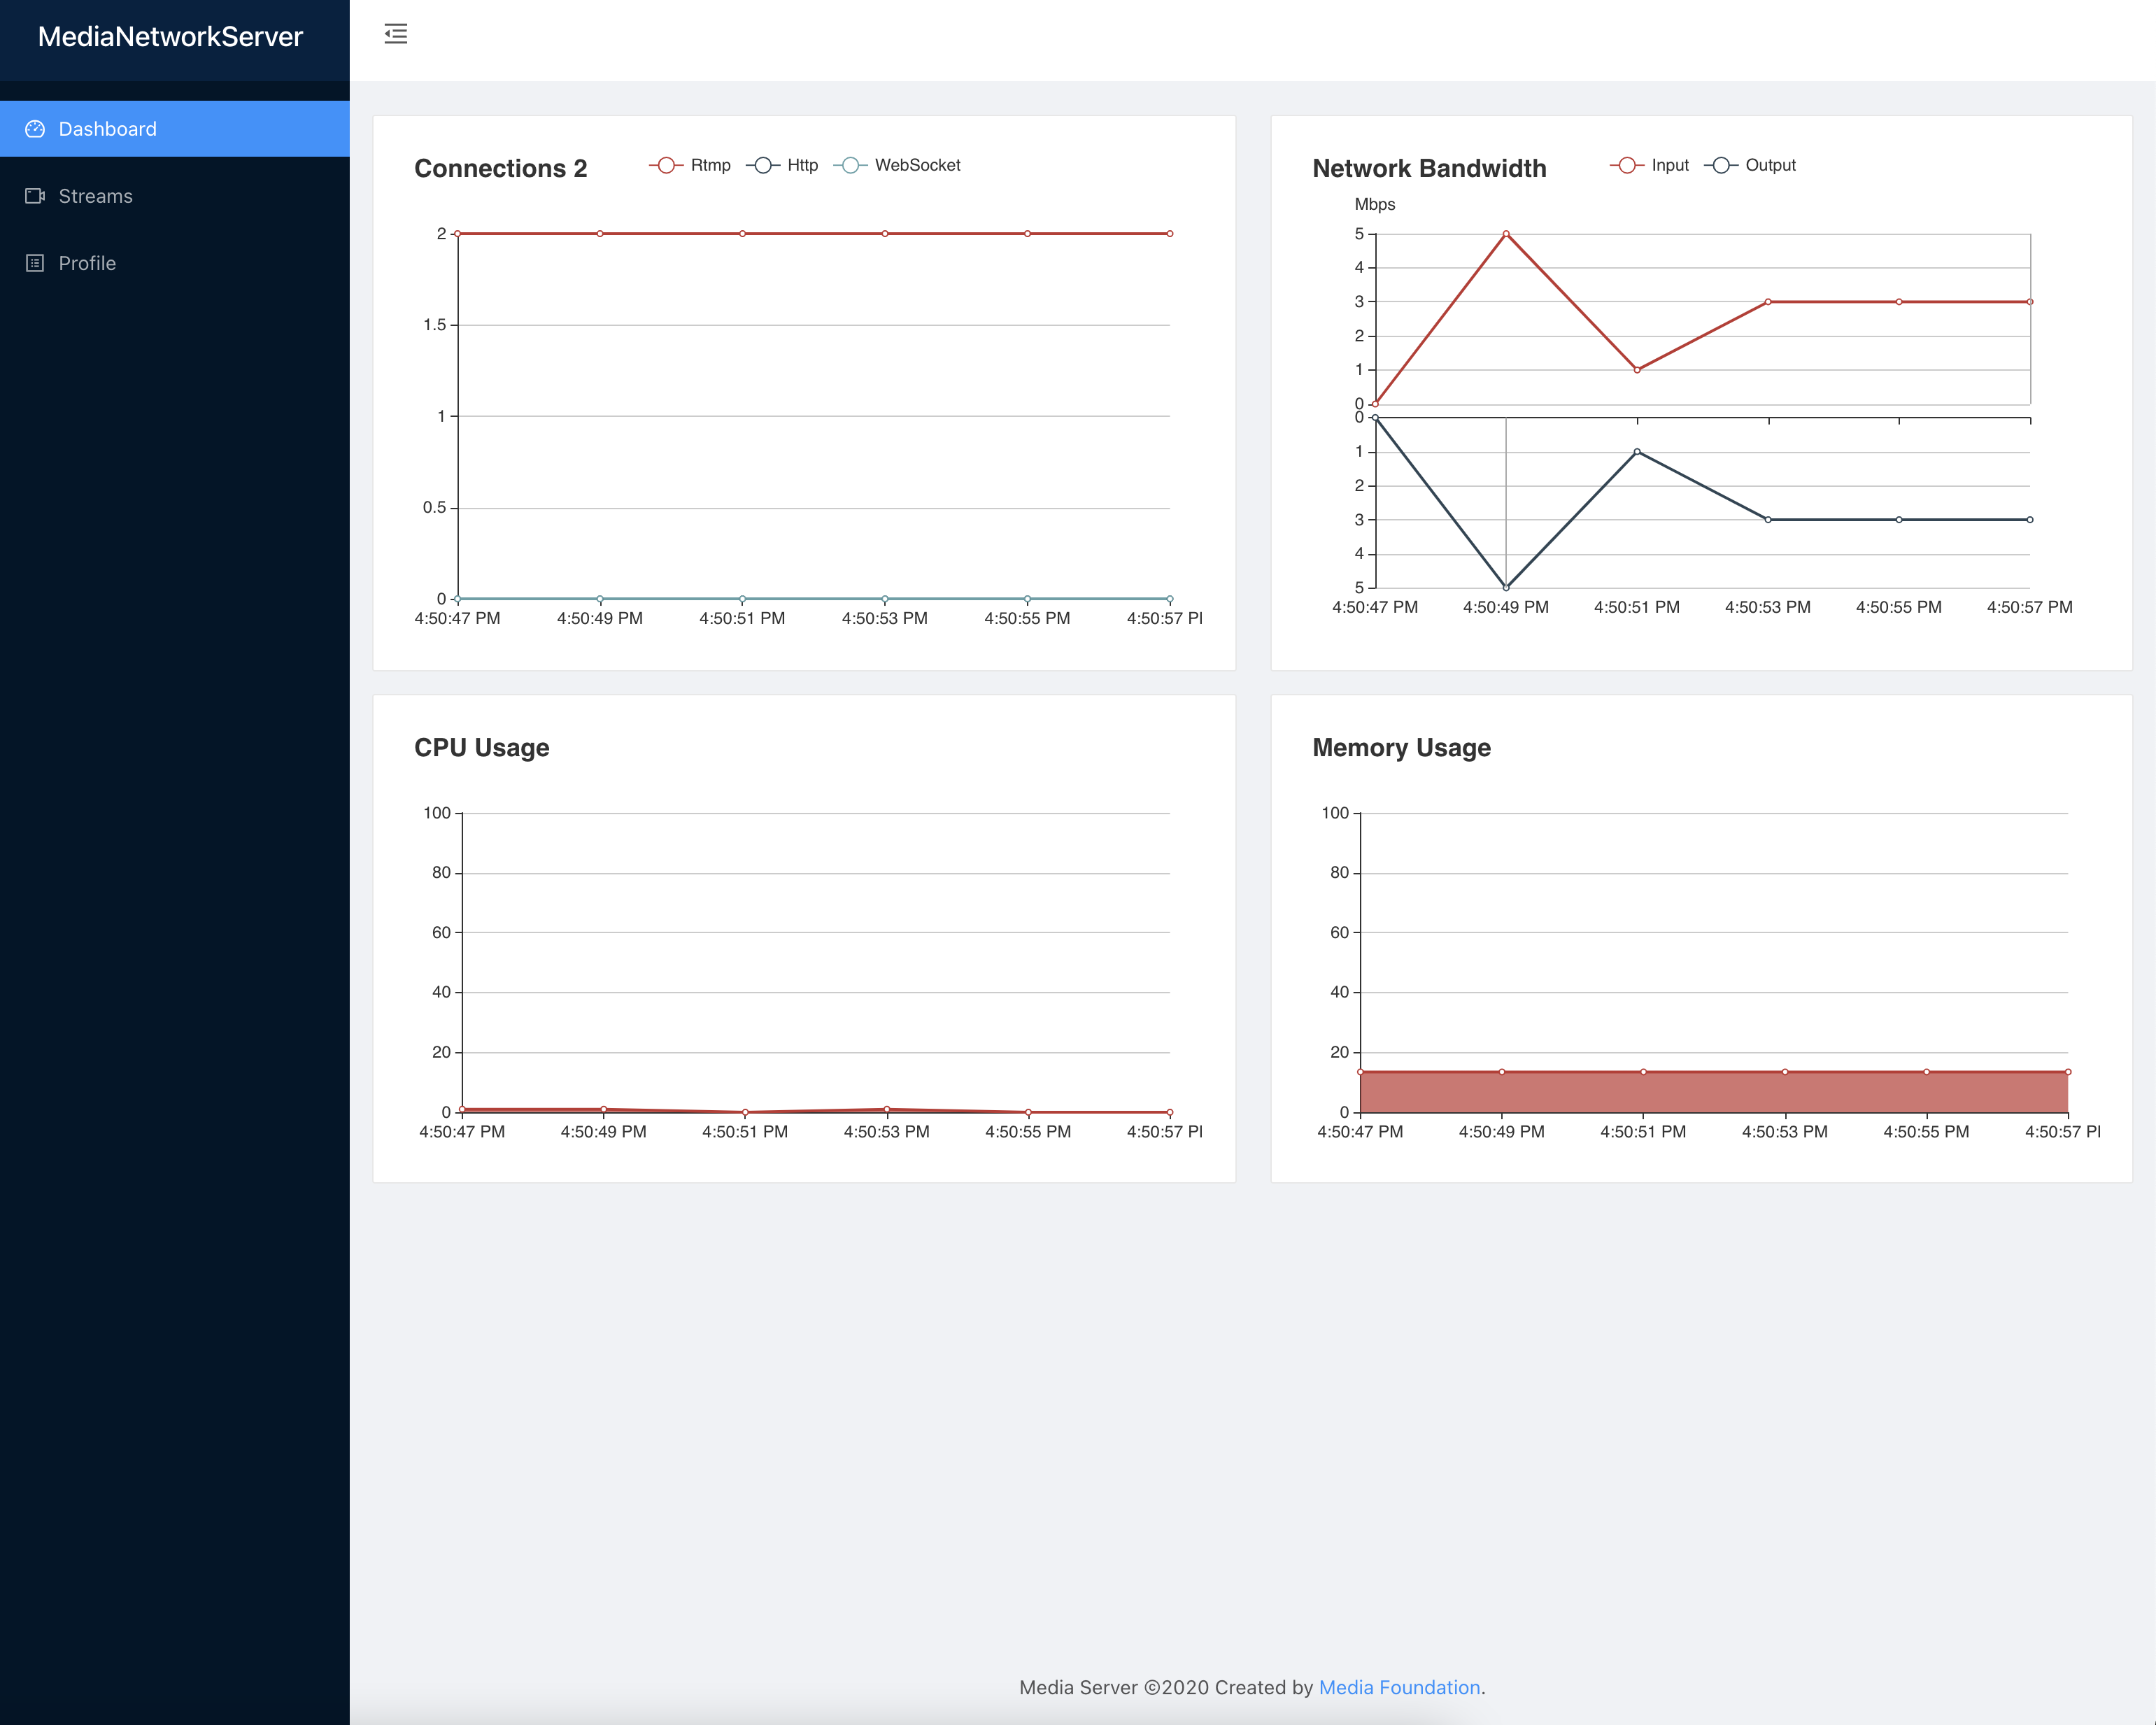 MediaNetworkServer
Dashboard
Streams
Profile
Connections 2
Rtmp Http WebSocket
2
1.5
1
0.5
0
4:50:47 PM 4:50:49 PM 4:50:51 PM 4:50:53 PM 4:50:55 PM 4:50:57 PI
Network Bandwidth
Input Output
Mbps
5
4
3
2
1
0
0
1
2
3
4
5
4:50:47 PM 4:50:49 PM 4:50:51 PM 4:50:53 PM 4:50:55 PM 4:50:57 PM
CPU Usage
100
80
60
40
20
0
4:50:47 PM 4:50:49 PM 4:50:51 PM 4:50:53 PM 4:50:55 PM 4:50:57 PI
Memory Usage
100
80
60
40
20
0
4:50:47 PM 4:50:49 PM 4:50:51 PM 4:50:53 PM 4:50:55 PM 4:50:57 PI
Media Server ©2020 Created by Media Foundation.